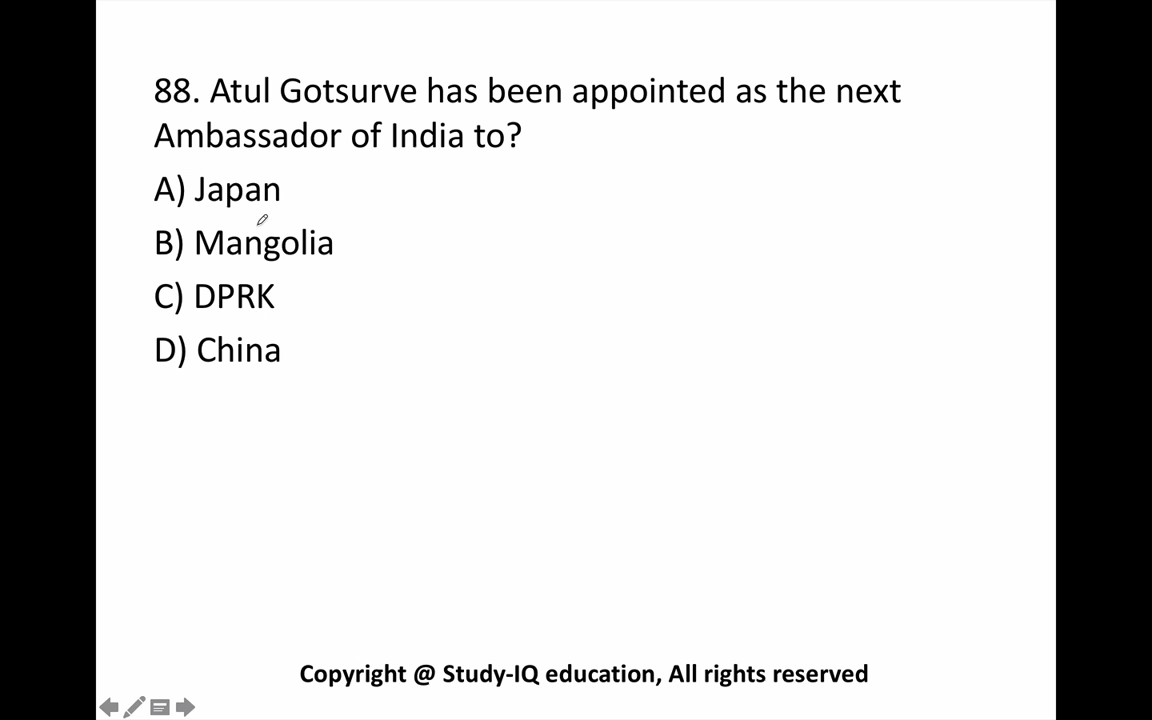 88. Atul Gotsurve has been appointed as the next
Ambassador of India to?
A) Japan
B) Mangolia
C) DPRK
D) China
Copyright @ Study-IQ education, All rights reserved